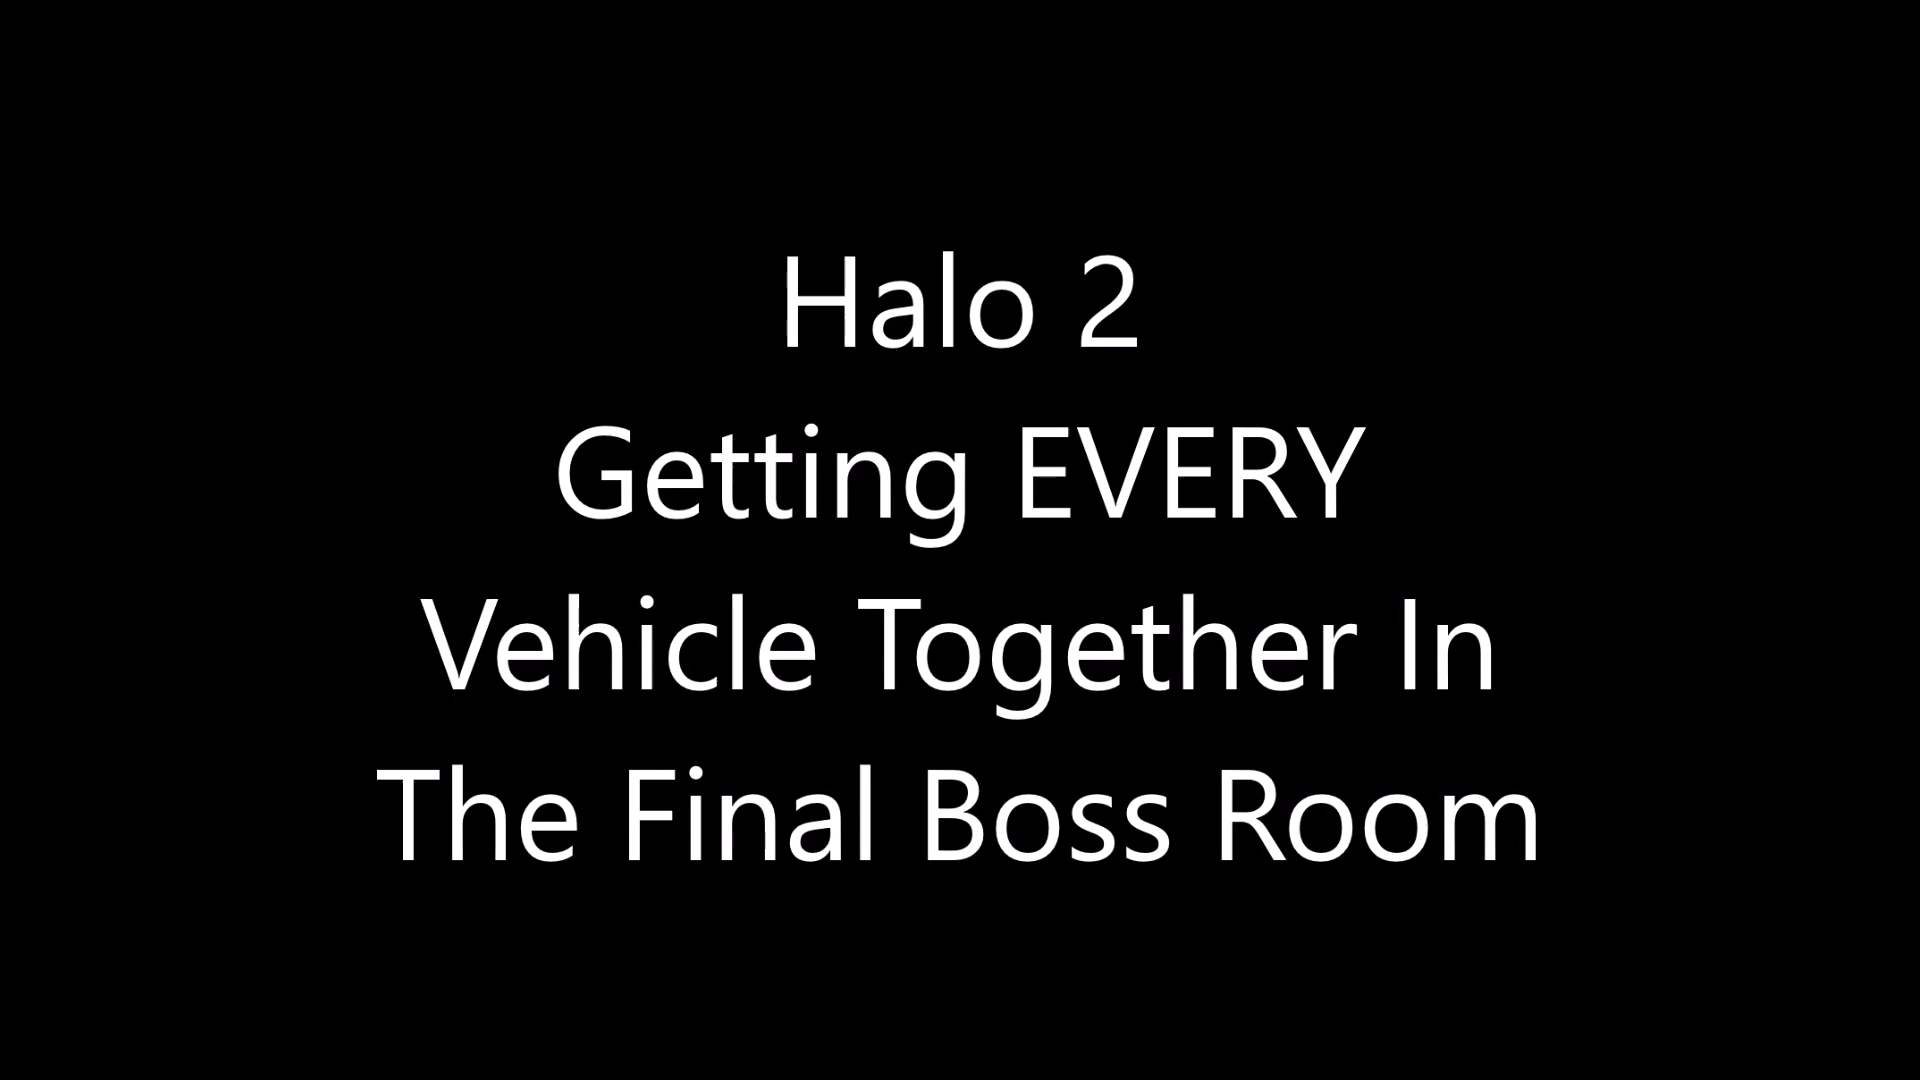 Halo 2
Getting EVERY
Vehicle Together In
The Final Boss Room